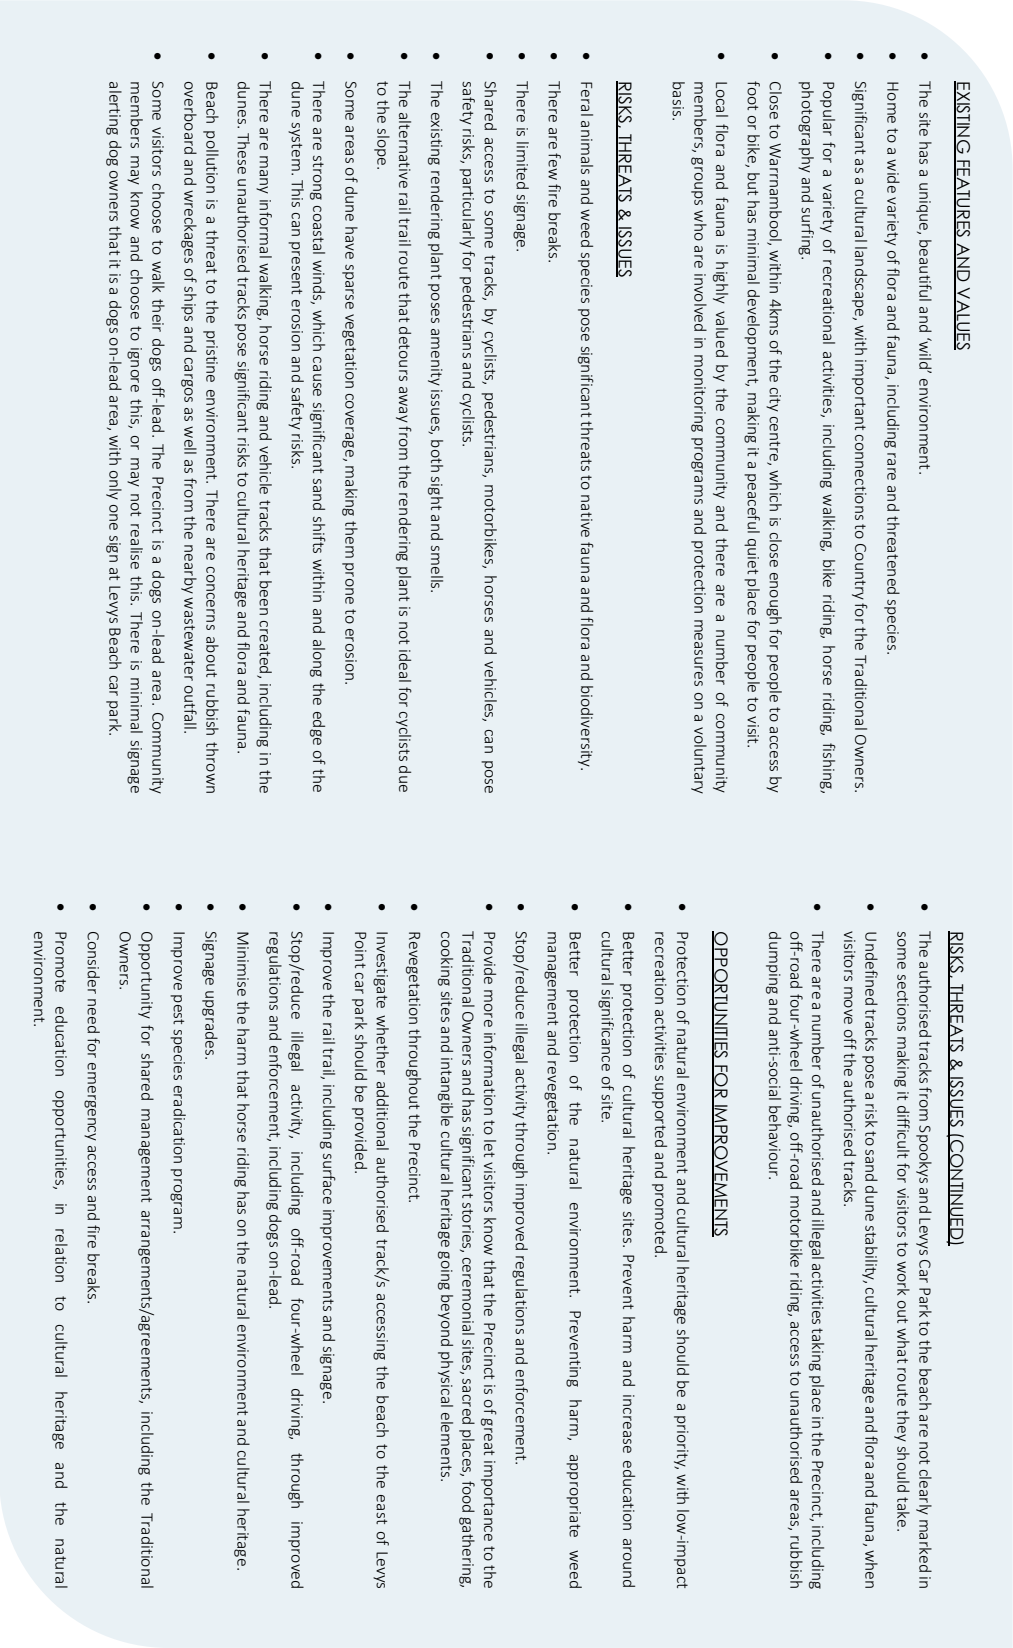 EXISTING FEATURES AND VALUES
• The site has a unique, beautiful and ‘wild’ environment.
• Home to a wide variety of flora and fauna, including rare and threatened species.
• Significant as a cultural landscape, with important connections to Country for the Traditional Owners.
• Popular for a variety of recreational activities, including walking, bike riding, horse riding, fishing,
photography and surfing.
• Close to Warrnambool, within 4kms of the city centre, which is close enough for people to access by
foot or bike, but has minimal development, making it a peaceful quiet place for people to visit.
• Local flora and fauna is highly valued by the community and there are a number of community
members, groups who are involved in monitoring programs and protection measures on a voluntary
basis.
RISKS, THREATS & ISSUES
• Feral animals and weed species pose significant threats to native fauna and flora and biodiversity.
• There are few fire breaks.
• There is limited signage.
• Shared access to some tracks, by cyclists, pedestrians, motorbikes, horses and vehicles, can pose
safety risks, particularly for pedestrians and cyclists.
• The existing rendering plant poses amenity issues, both sight and smells.
• The alternative rail trail route that detours away from the rendering plant is not ideal for cyclists due
to the slope.
• Some areas of dune have sparse vegetation coverage, making them prone to erosion.
• There are strong coastal winds, which cause significant sand shifts within and along the edge of the
dune system. This can present erosion and safety risks.
• There are many informal walking, horse riding and vehicle tracks that been created, including in the
dunes. These unauthorised tracks pose significant risks to cultural heritage and flora and fauna.
• Beach pollution is a threat to the pristine environment. There are concerns about rubbish thrown
overboard and wreckages of ships and cargos as well as from the nearby wastewater outfall.
• Some visitors choose to walk their dogs off-lead. The Precinct is a dogs on-lead area. Community
members may know and choose to ignore this, or may not realise this. There is minimal signage
alerting dog owners that it is a dogs on-lead area, with only one sign at Levys Beach car park.
RISKS, THREATS & ISSUES (CONTINUED)
• The authorised tracks from Spookys and Levys Car Park to the beach are not clearly marked in
some sections making it difficult for visitors to work out what route they should take.
• Undefined tracks pose a risk to sand dune stability, cultural heritage and flora and fauna, when
visitors move off the authorised tracks.
• There are a number of unauthorised and illegal activities taking place in the Precinct, including
off-road four-wheel driving, off-road motorbike riding, access to unauthorised areas, rubbish
dumping and anti-social behaviour.
OPPORTUNITIES FOR IMPROVEMENTS
• Protection of natural environment and cultural heritage should be a priority, with low-impact
recreation activities supported and promoted.
• Better protection of cultural heritage sites. Prevent harm and increase education around
cultural significance of site.
• Better protection of the natural environment. Preventing harm, appropriate weed
management and revegetation.
• Stop/reduce illegal activity through improved regulations and enforcement.
• Provide more information to let visitors know that the Precinct is of great importance to the
Traditional Owners and has significant stories, ceremonial sites, sacred places, food gathering,
cooking sites and intangible cultural heritage going beyond physical elements.
• Revegetation throughout the Precinct.
• Investigate whether additional authorised track/s accessing the beach to the east of Levys
Point car park should be provided.
• Improve the rail trail, including surface improvements and signage.
• Stop/reduce illegal activity, including off-road four-wheel driving, through improved
regulations and enforcement, including dogs on-lead.
• Minimise the harm that horse riding has on the natural environment and cultural heritage.
• Signage upgrades.
• Improve pest species eradication program.
• Opportunity for shared management arrangements/agreements, including the Traditional
Owners.
• Consider need for emergency access and fire breaks.
• Promote education opportunities, in relation to cultural heritage and the natural
environment.